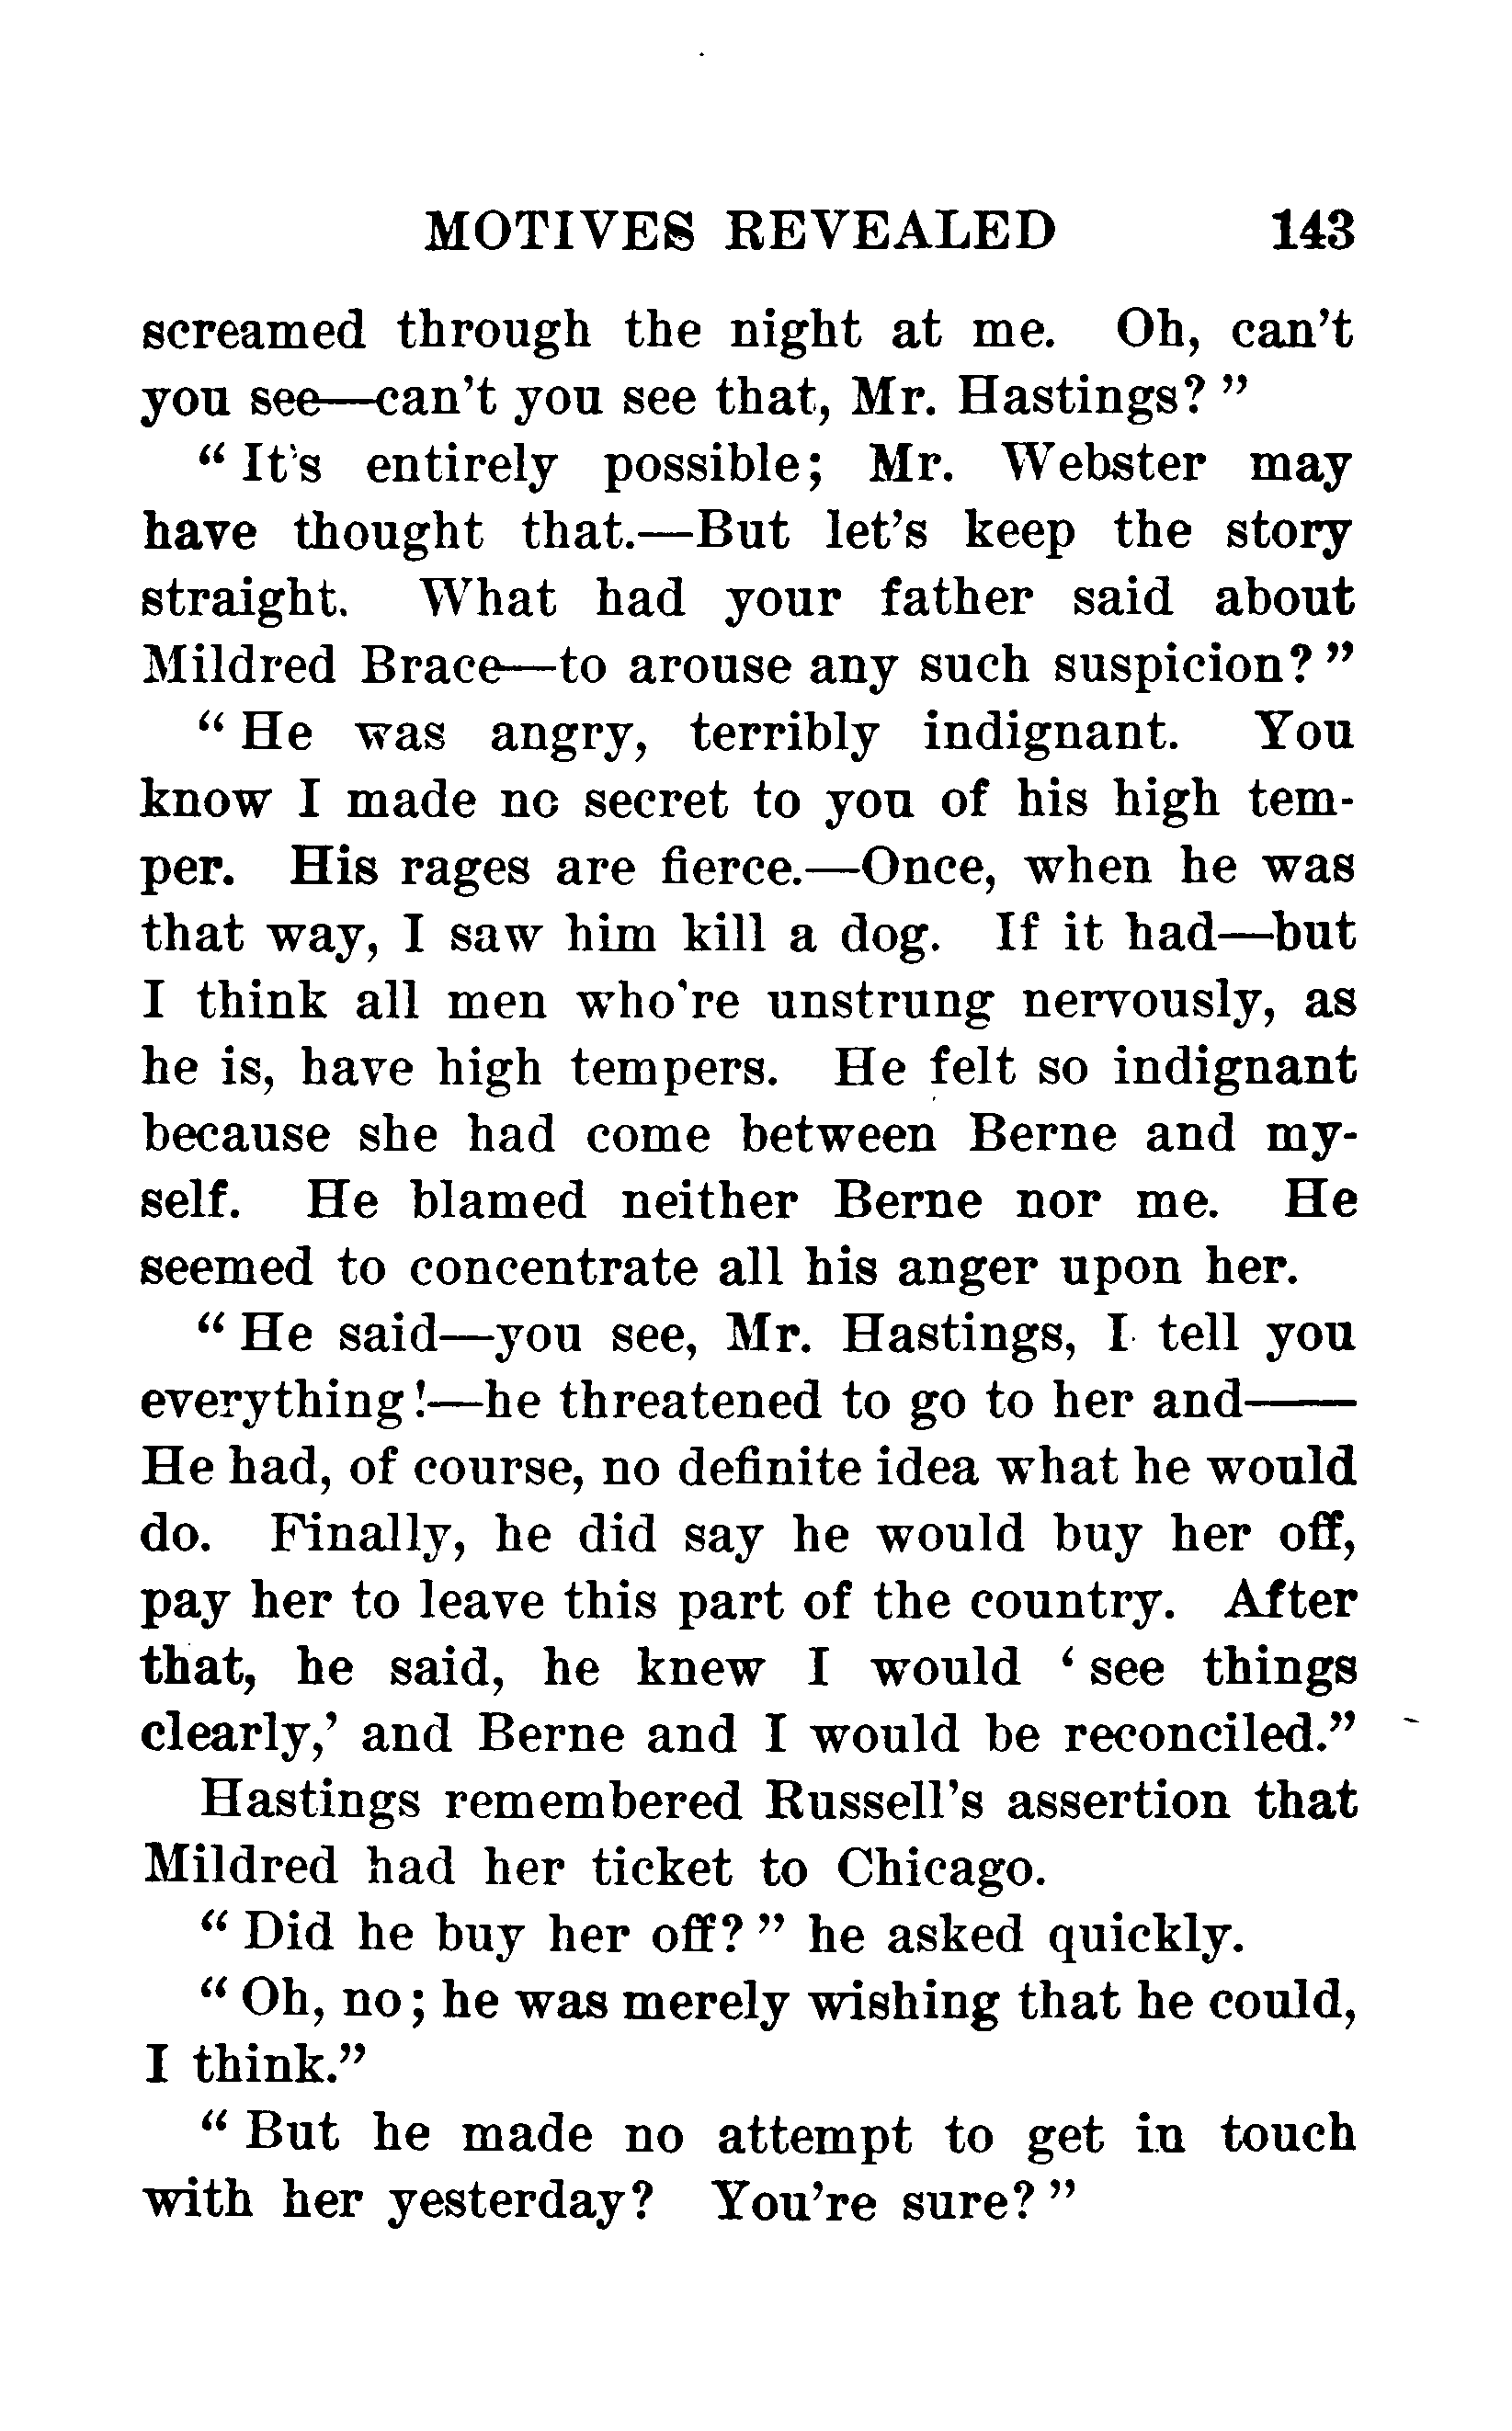 MOTIVES REVEALED 143
screamed through the night at me. Oh, can't
you see—can't you see that, Mr. Hastings?"
"It's entirely possible; Mr. Webster may
have thought that.—But let's keep the story
straight. What had your father said about
Mildred Brace—to arouse any such suspicion?"
"He was angry, terribly indignant. You
know I made no secret to you of his high tem-
per. His rages are fierce.—Once, when he was
that way, I saw him kill a dog. If it had—but
I think all men who're unstrung nervously, as
he is, have high tempers. He felt so indignant
because she had come between Berne and my-
self. He blamed neither Berne nor me. He
seemed to concentrate all his anger upon her.
"He said—you see, Mr. Hastings, I tell you
everything!—he threatened to go to her and——
He had, of course, no definite idea what he would
do. Finally, he did say he would buy her off,
pay her to leave this part of the country. After
that, he said, he knew I would 'see things
clearly,' and Berne and I would be reconciled."
Hastings remembered Russell's assertion that
Mildred had her ticket to Chicago.
"Did he buy her off?" he asked quickly.
"Oh, no; he was merely wishing that he could,
I think."
"But he made no attempt to get in touch
with her yesterday? You're sure?"